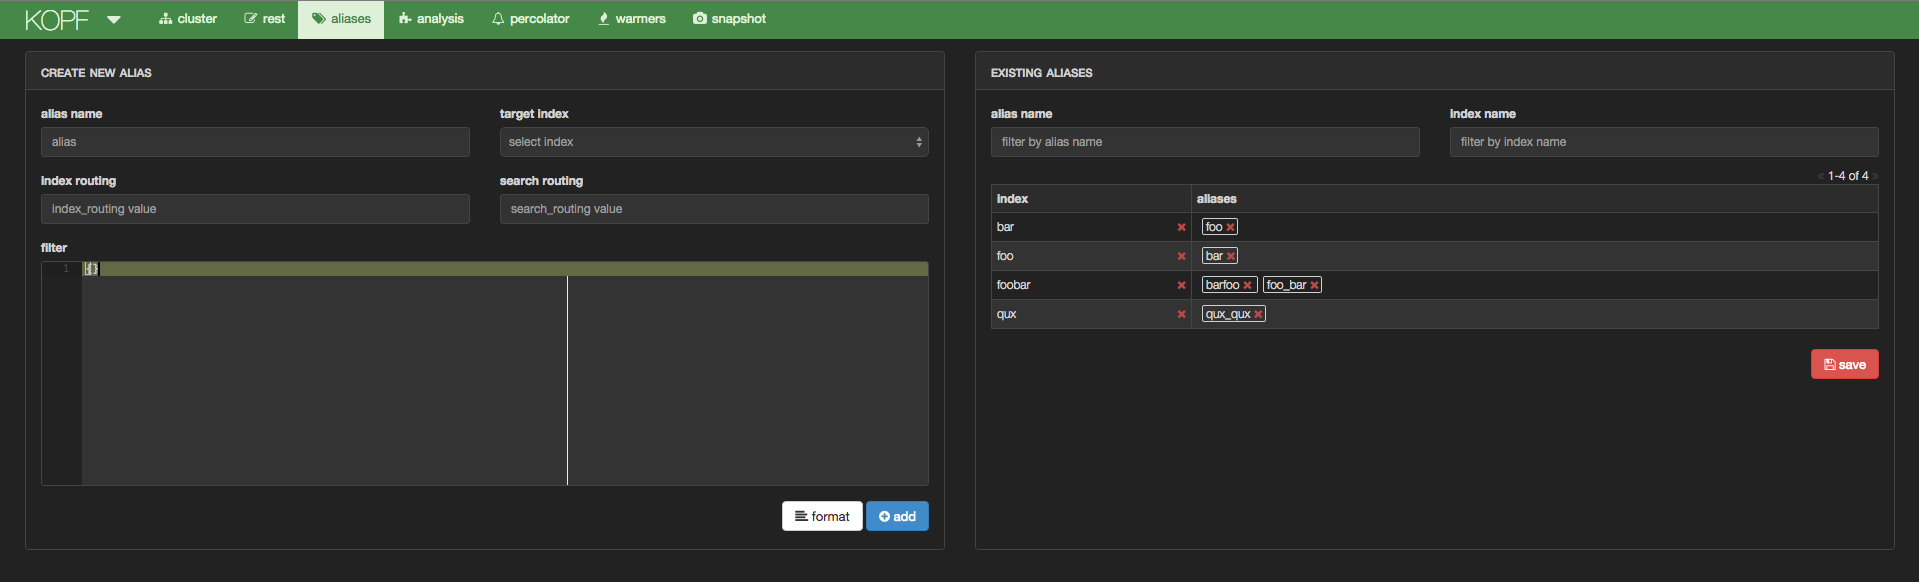 KOPF cluster rest aliases analysis percolator warmers snapshot
CREATE NEW ALIAS
alias name target index
alias select index
index routing search routing
index_routing value search_routing value
filter
1 {}
format add
EXISTING ALIASES
alias name index name
filter by alias name filter by index name
« 1-4 of 4 »
index aliases
bar foo
foo bar
foobar barfoo foo_bar
qux qux_qux
save